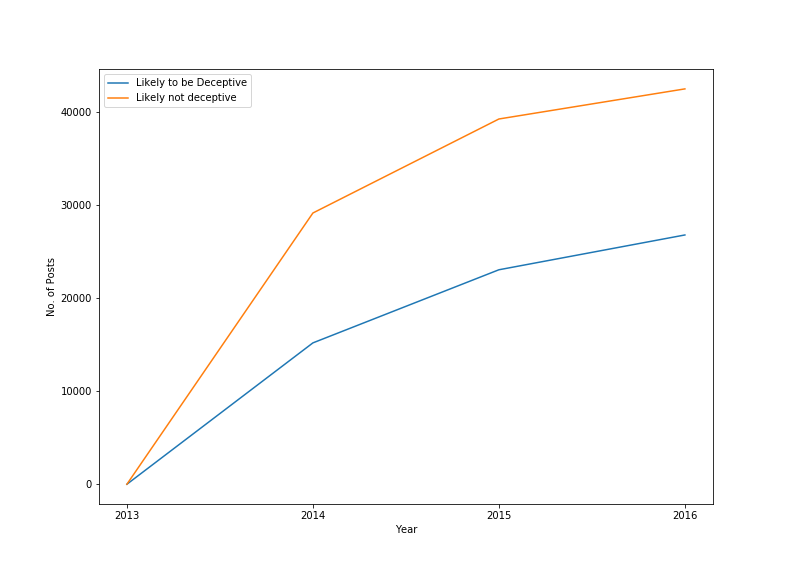 Likely to be Deceptive
Likely not deceptive
40000
30000
20000
10000
0
No. of Posts
2013 2014 2015 2016
Year